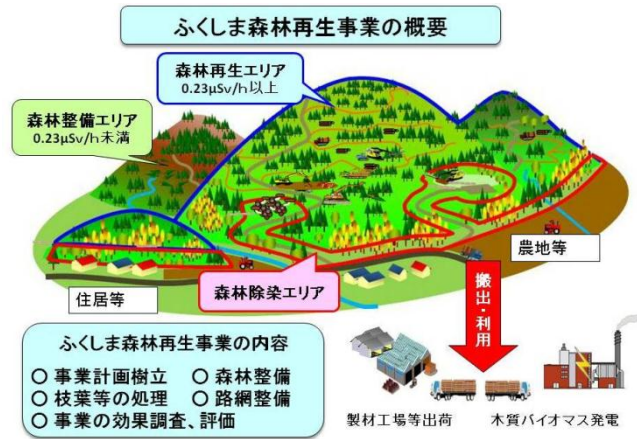 ふくしま森林再生事業の概要
森林再生エリア
0.23μSv/h以上
森林整備エリア
0.23μSv/h未満
農地等
住居等
森林除染エリア
搬出・利用
ふくしま森林再生事業の内容
○ 事業計画樹立 ○ 森林整備
○ 枝葉等の処理 ○ 路網整備
○ 事業の効果調査、評価
製材工場等出荷
木質バイオマス発電